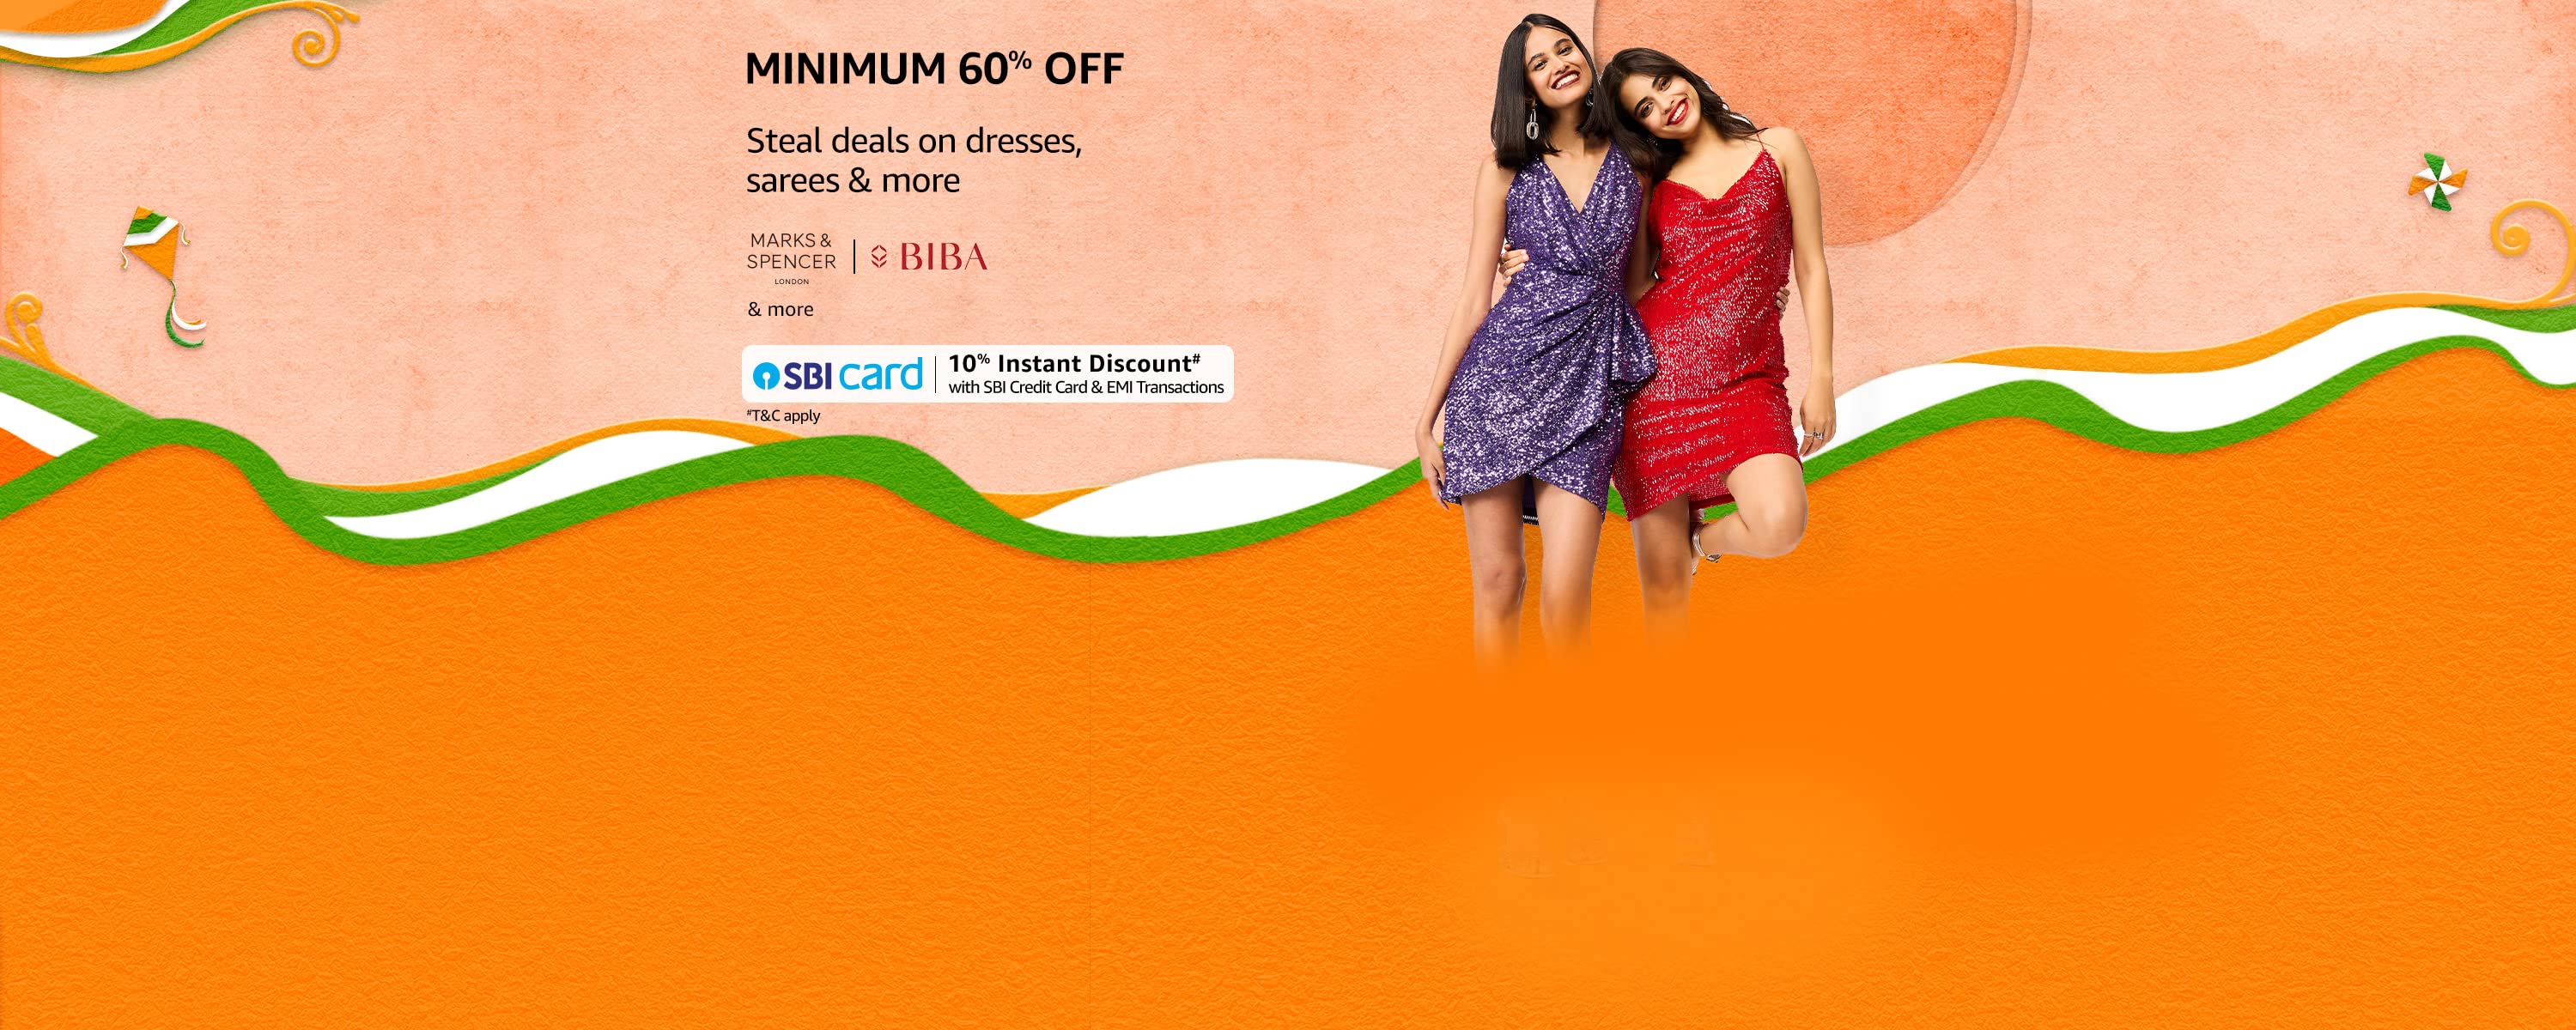 MINIMUM 60% OFF
Steal deals on dresses,
sarees & more
MARKS &
SPENCER
LONDON
BIBA
& more
SBI card
10% Instant Discount#
with SBI Credit Card & EMI Transactions
#T&C apply